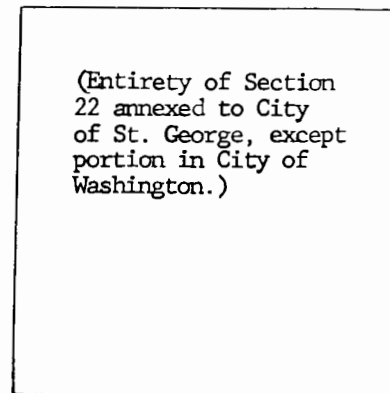 (Entirety of Section
22 annexed to City
of St. George, except
portion in City of
Washington.)